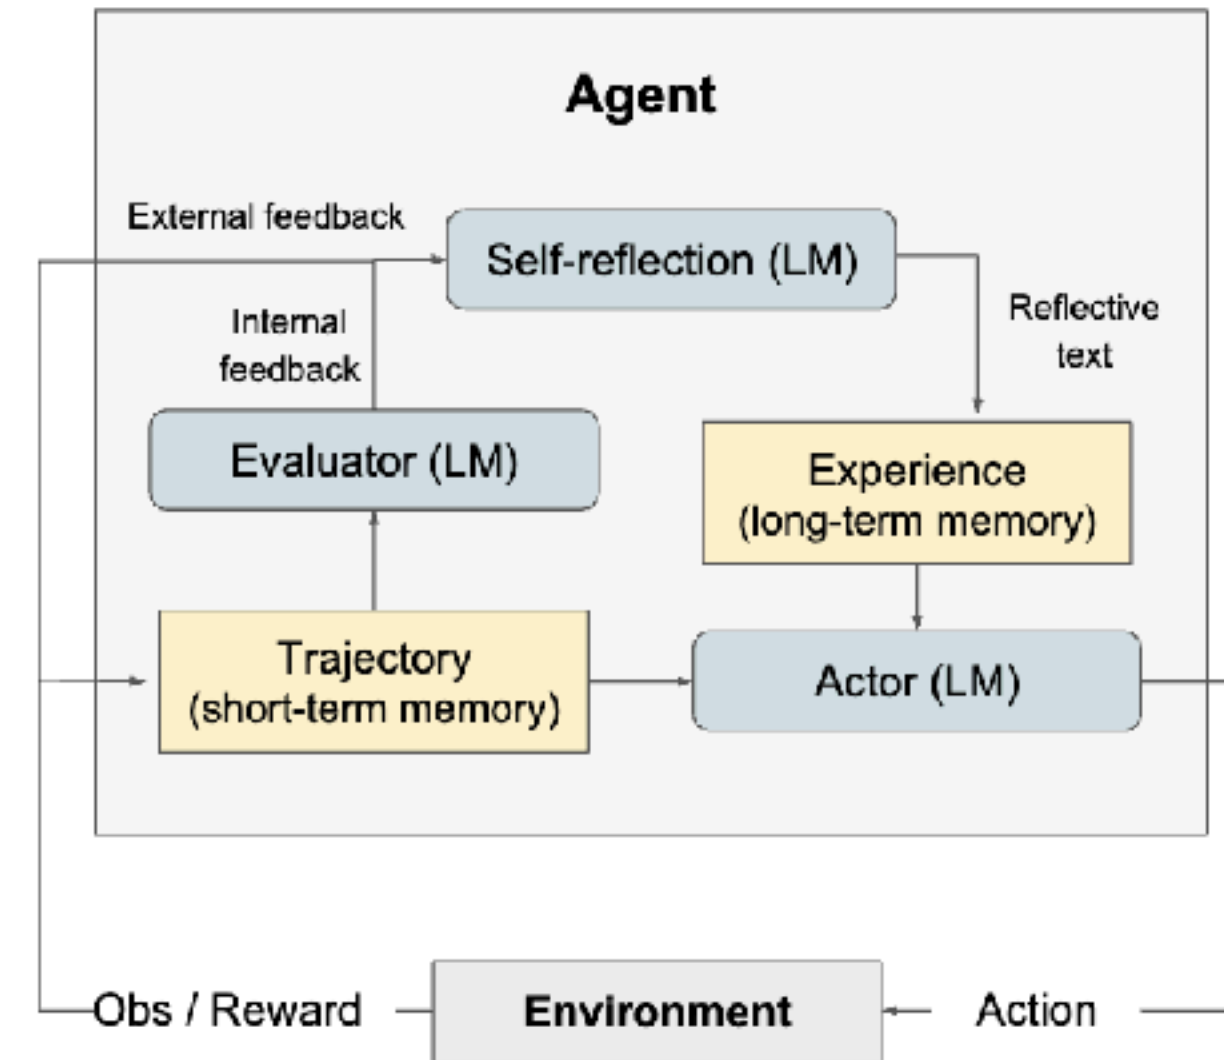 Agent
External feedback
Self-reflection (LM)
Internal
feedback
Reflective
text
Evaluator (LM)
Experience
(long-term memory)
Trajectory
(short-term memory)
Actor (LM)
Obs / Reward
Environment
Action